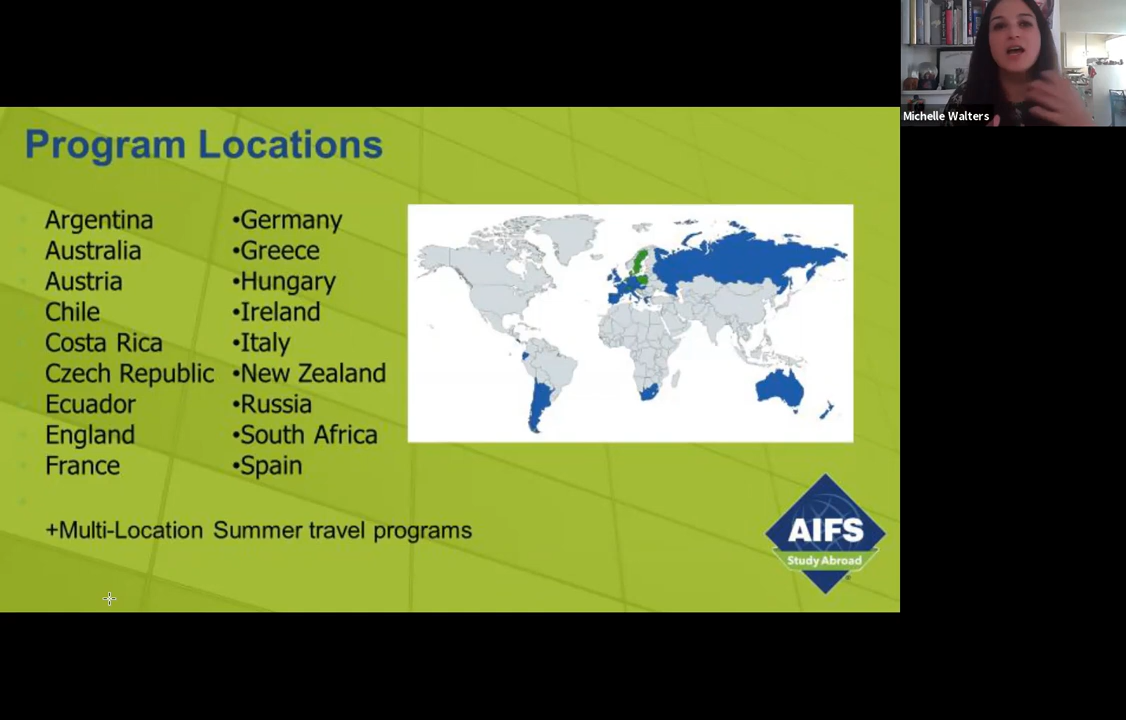 Michelle Walters
Program Locations
Argentina
Australia
Austria
Chile
Costa Rica
Czech Republic
Ecuador
England
France
•Germany
•Greece
•Hungary
•Ireland
•Italy
•New Zealand
•Russia
•South Africa
•Spain
+Multi-Location Summer travel programs
AIFS
Study Abroad